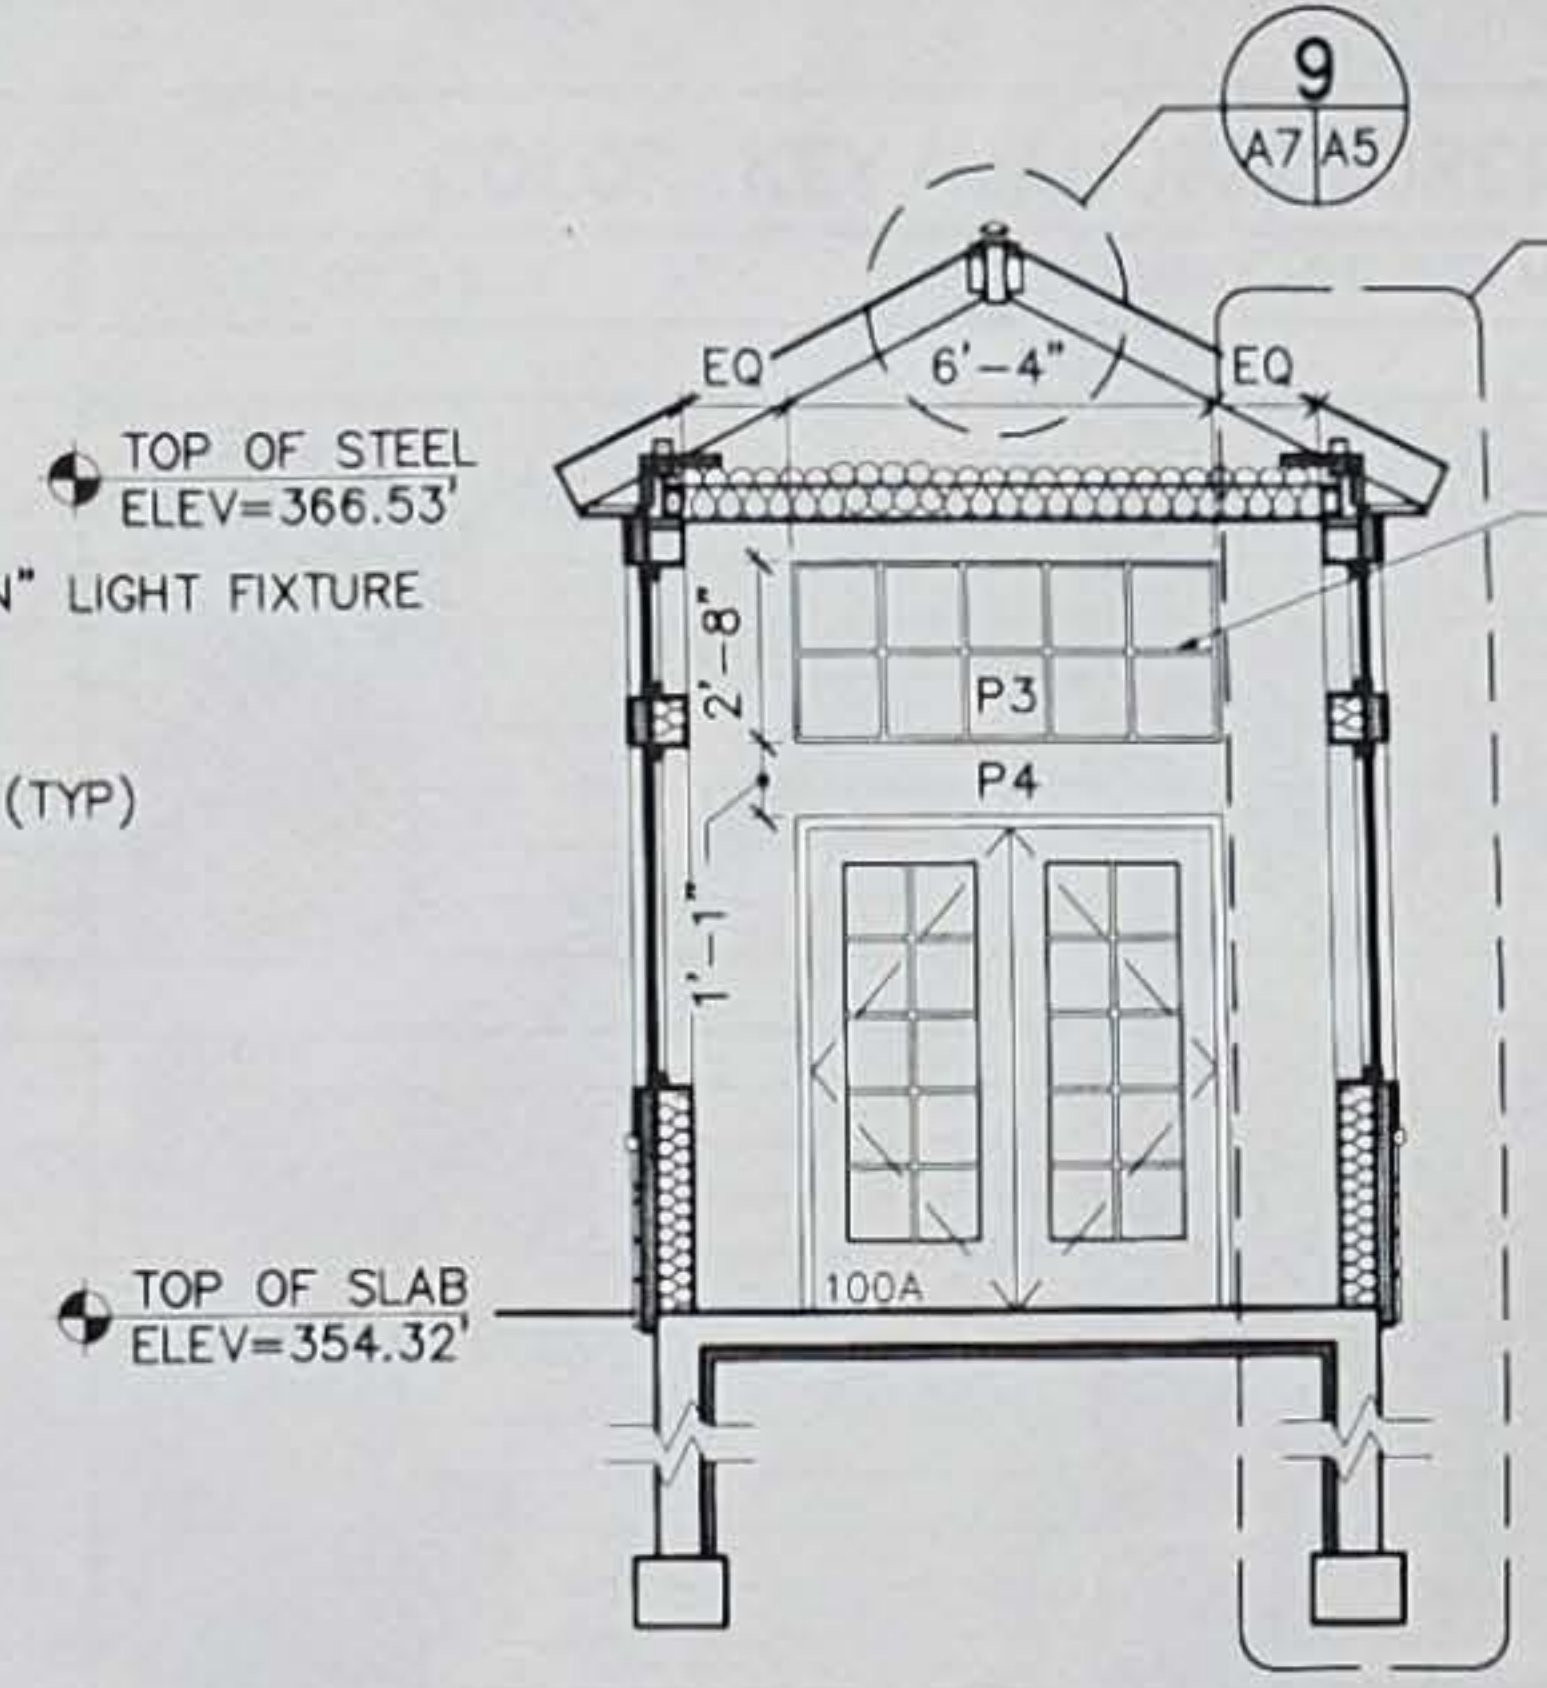 9
A7 A5
EQ 6'-4" EQ
TOP OF STEEL
ELEV=366.53'
N" LIGHT FIXTURE
2'-8"
P3
(TYP)
P4
1'-1"
100A
TOP OF SLAB
ELEV=354.32'